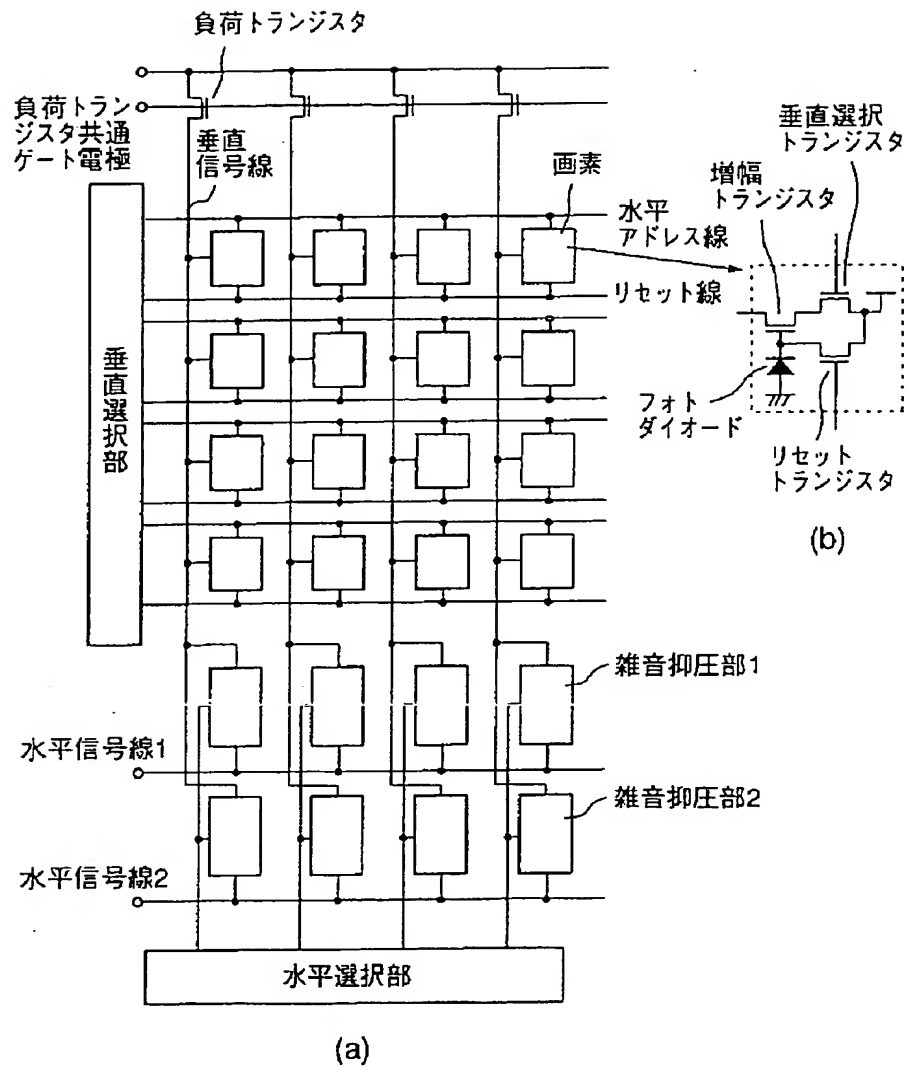 負荷トランジスタ
負荷トラン
ジスタ共通
ゲート電極
垂直
信号線
画素
水平
アドレス線
リセット線
垂直選択
トランジスタ
増幅
トランジスタ
フォト
ダイオード
リセット
トランジスタ
(b)
垂直選択部
雑音抑圧部1
水平信号線1
雑音抑圧部2
水平信号線2
水平選択部
(a)